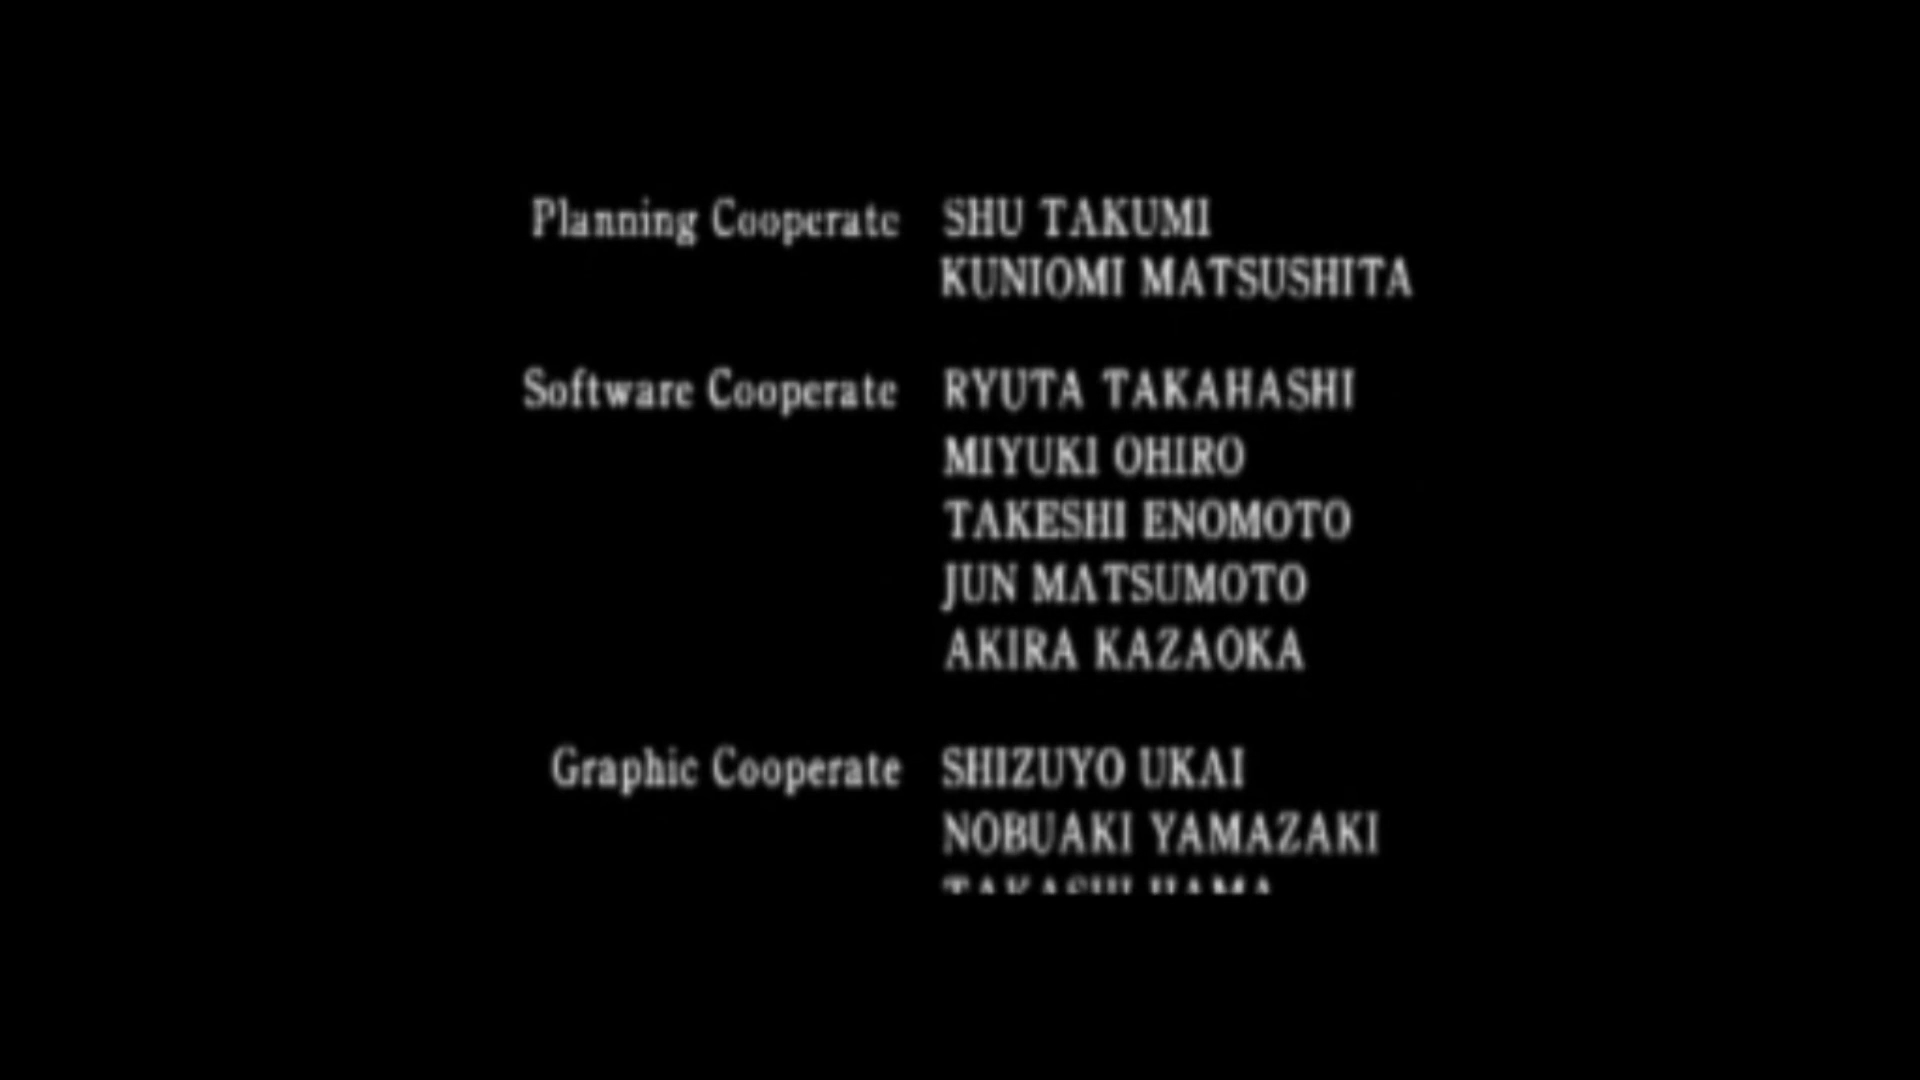 Planning Cooperate SHU TAKUMI
KUNIOMI MATSUSHITA
Software Cooperate RYUTA TAKAHASHI
MIYUKI OHIRO
TAKESHI ENOMOTO
JUN MATSUMOTO
AKIRA KAZAOKA
Graphic Cooperate SHIZUYO UKAI
NOBUAKI YAMAZAKI
TAKASHI